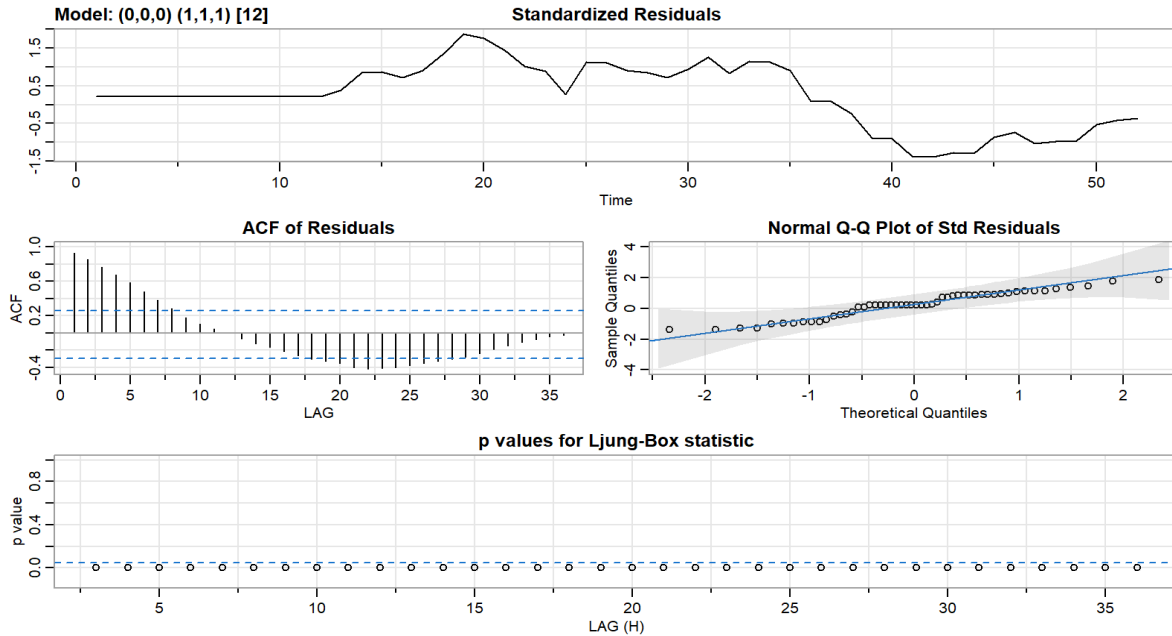 Model: (0,0,0) (1,1,1) [12] Standardized Residuals
1.5
0.5
-0.5
-1.5
0 10 20 30 40 50
Time
ACF of Residuals
1.0
0.6
0.2
-0.4
ACF
0 5 10 15 20 25 30 35
LAG
Normal Q-Q Plot of Std Residuals
4
2
0
-2
-4
Sample Quantiles
-2 -1 0 1 2
Theoretical Quantiles
p values for Ljung-Box statistic
0.8
0.4
0.0
p value
5 10 15 20 25 30 35
LAG (H)